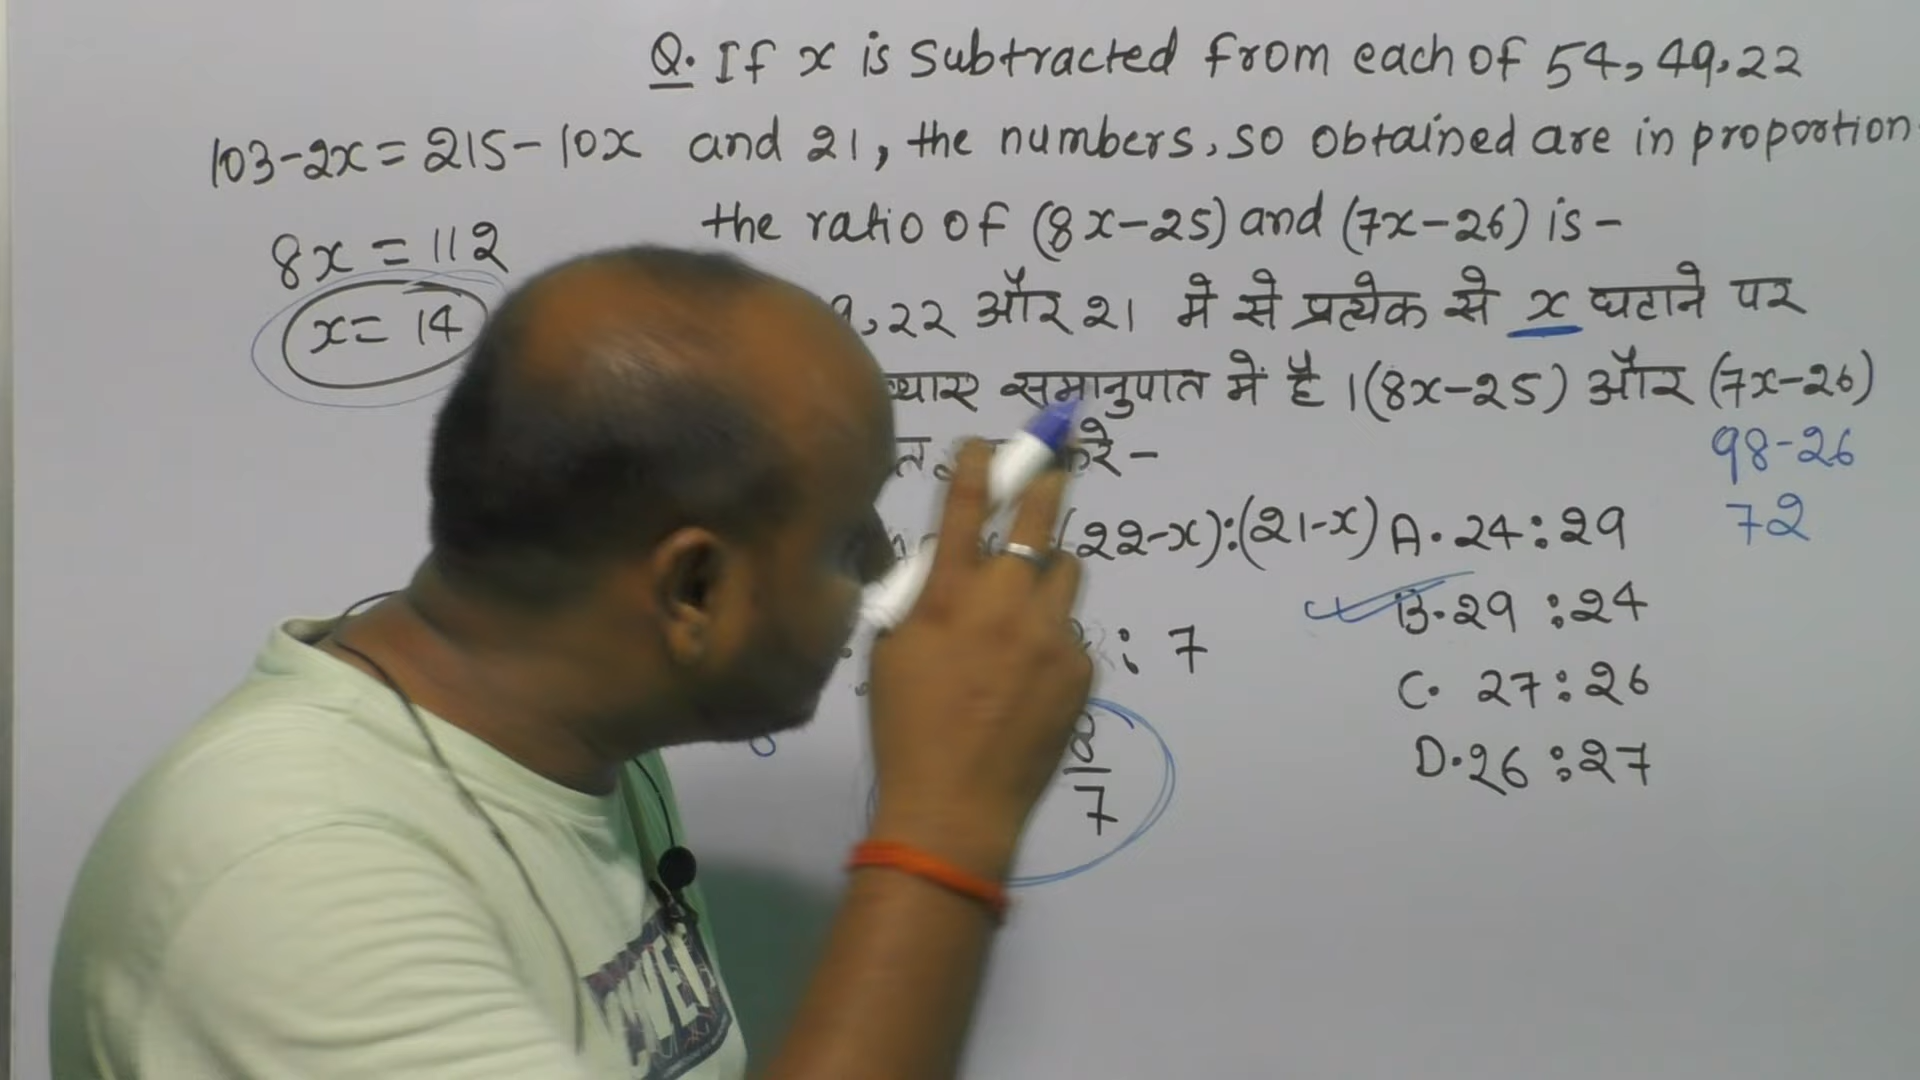 Q. If x is subtracted from each of 54, 49, 22
and 21, the numbers, so obtained are in proportion.
the ratio of (8x-25) and (7x-26) is-
9, 22 और 21 मे से प्रत्येक से x घटाने पर
समानुपात में है । (8x-25) और (7x-26)
करे -
103-2x = 215-10x
8x = 112
x = 14
(22-x):(21-x)
: 7
8
7
98-26
72
A. 24:29
B. 29:24
C. 27:26
D. 26:27